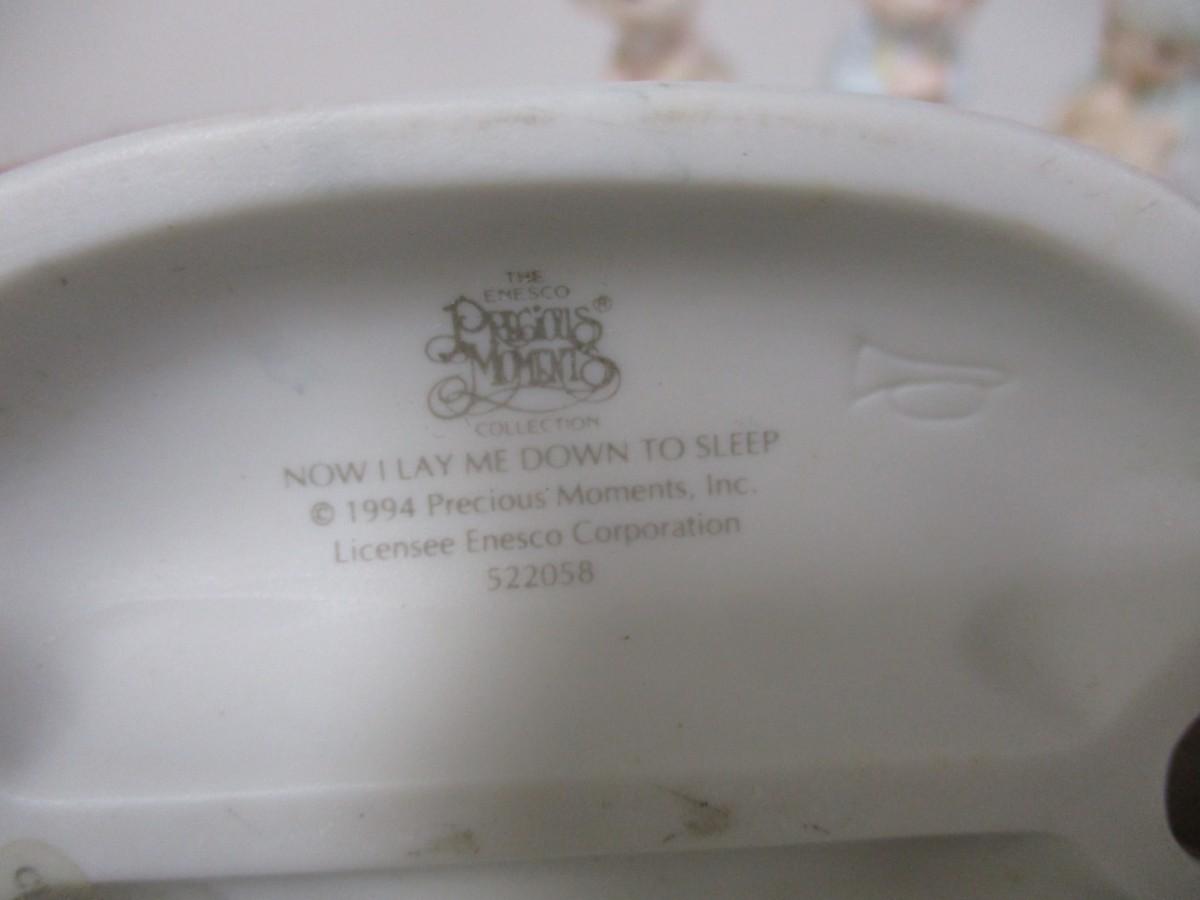 THE
ENESCO
PRECIOUS®
MOMENTS
COLLECTION
NOW I LAY ME DOWN TO SLEEP
© 1994 Precious Moments, Inc.
Licensee Enesco Corporation
522058